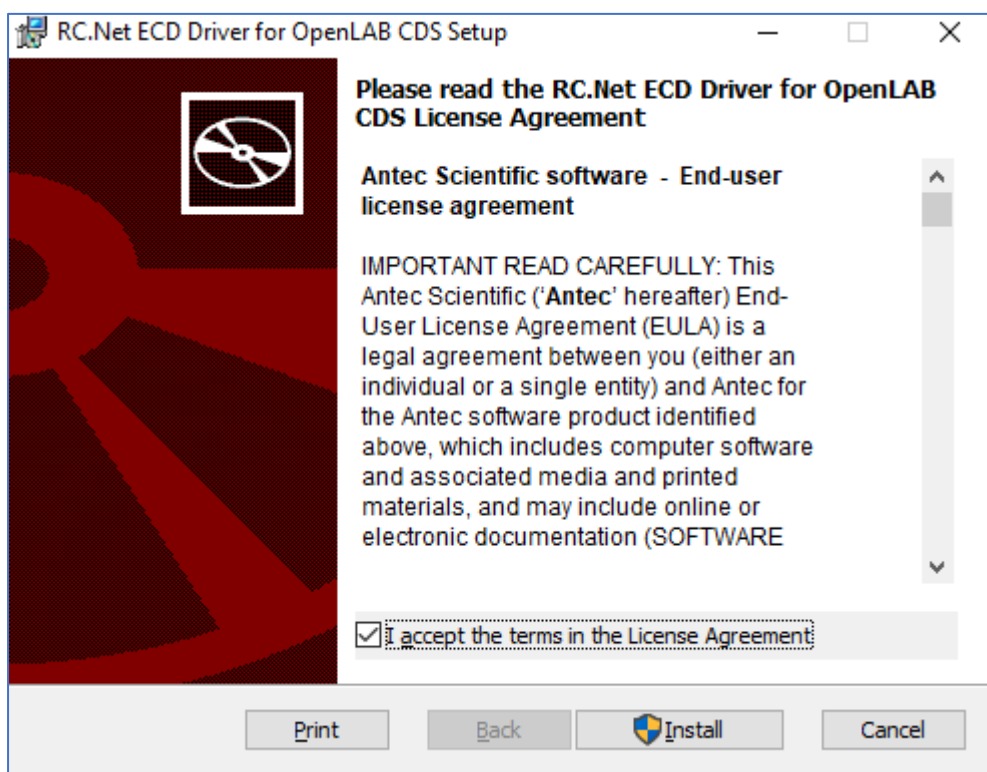 RC.Net ECD Driver for OpenLAB CDS Setup
Please read the RC.Net ECD Driver for OpenLAB
CDS License Agreement
Antec Scientific software - End-user
license agreement
IMPORTANT READ CAREFULLY: This
Antec Scientific (‘Antec’ hereafter) End-
User License Agreement (EULA) is a
legal agreement between you (either an
individual or a single entity) and Antec for
the Antec software product identified
above, which includes computer software
and associated media and printed
materials, and may include online or
electronic documentation (SOFTWARE
I accept the terms in the License Agreement
Print Back Install Cancel